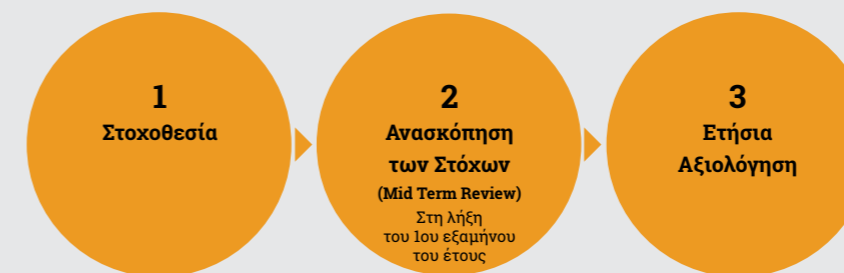 1
Στοχοθεσία
2
Ανασκόπηση
των Στόχων
(Mid Term Review)
Στη λήξη
του 1ου εξαμήνου
του έτους
3
Ετήσια
Αξιολόγηση